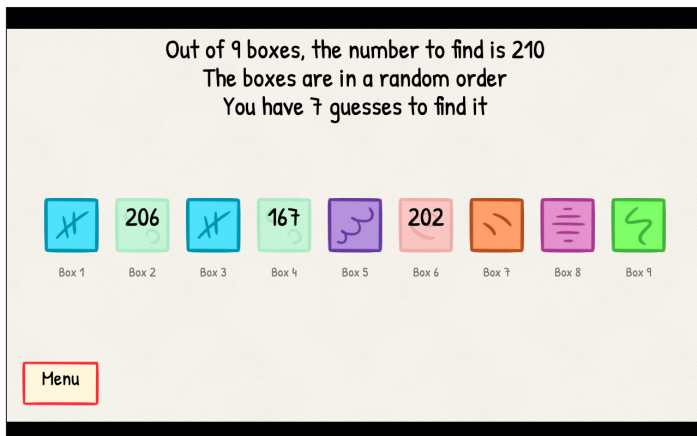 Out of 9 boxes, the number to find is 210
The boxes are in a random order
You have 7 guesses to find it
206 167 202
Box 1 Box 2 Box 3 Box 4 Box 5 Box 6 Box 7 Box 8 Box 9
Menu